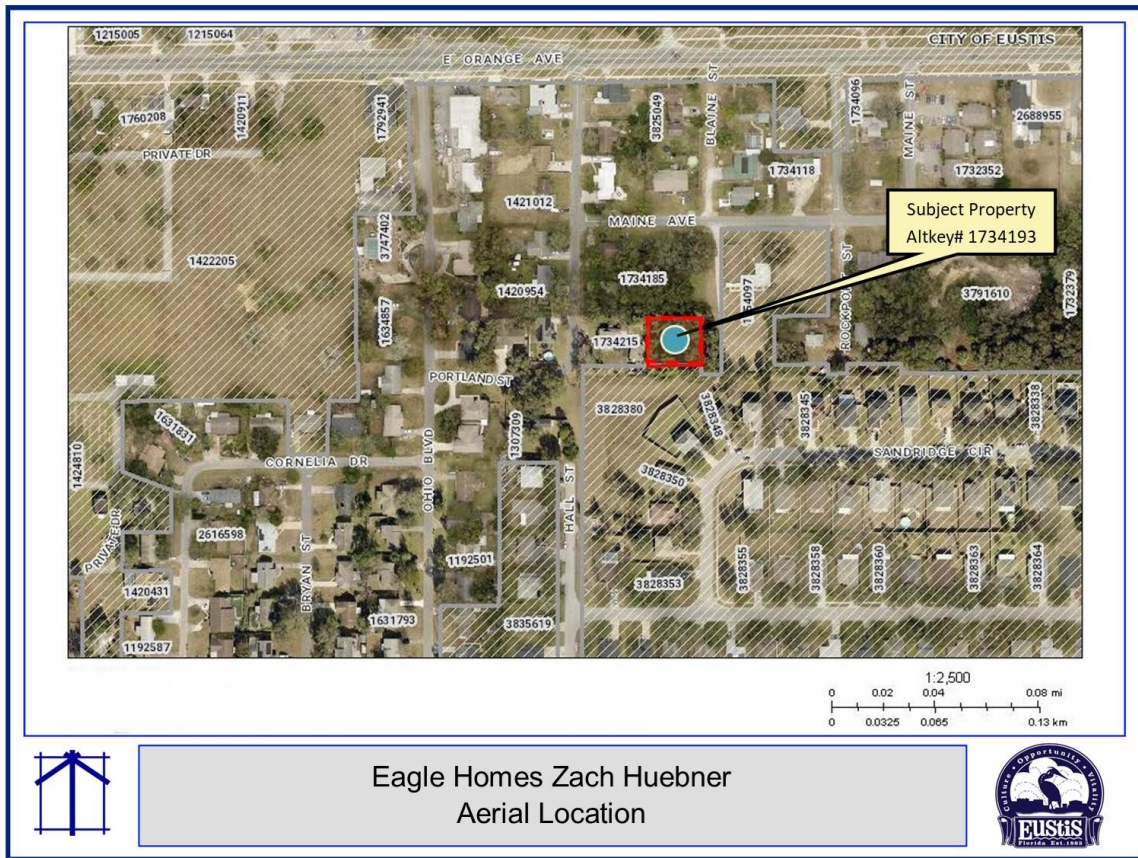 1215005
1215064
CITY OF EUSTIS
E ORANGE AVE
1760208
1420911
1792941
3825049
BLAINE ST
1734096
MAINE ST
2688955
PRIVATE DR
1734118
1732352
1421012
MAINE AVE
Subject Property
Altkey# 1734193
3747402
1422205
1734185
1420954
ROCKPORT ST
3791610
1732379
1634857
1734215
PORTLAND ST
3828380
3828348
3828345
3828338
1631831
1307309
1424810
CORNELIA DR
OHIO BLVD
HALL ST
3828350
SANDRIDGE CIR
PRIVATE DR
2616598
BRYAN ST
1192501
3828353
3828355
3828358
3828360
3828363
3828364
1420431
1192587
1631793
3835619
1:2,500
0 0.02 0.04 0.08 mi
0 0.0325 0.065 0.13 km
Eagle Homes Zach Huebner
Aerial Location
Culture • Opportunity • Vitality
EUSTIS
Florida Est. 1883